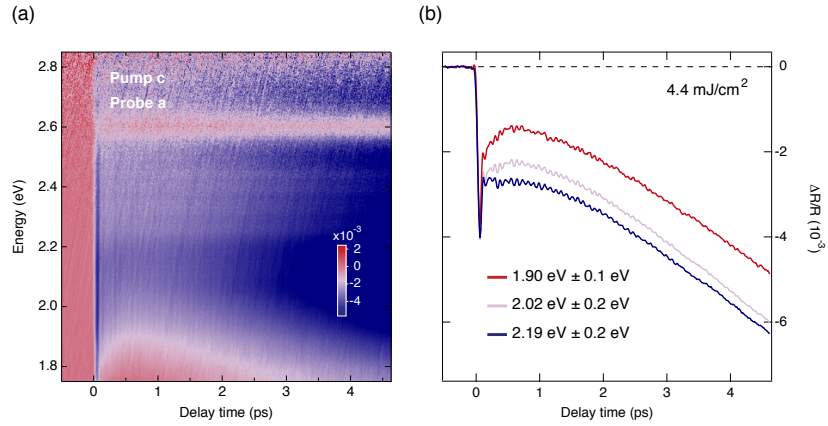 (a)
(b)
2.8
2.6
2.4
2.2
2.0
1.8
Energy (eV)
Pump c
Probe a
x10⁻³
2
0
-2
-4
0
1
2
3
4
Delay time (ps)
4.4 mJ/cm²
0
-2
-4
-6
ΔR/R (10⁻³)
1.90 eV ± 0.1 eV
2.02 eV ± 0.2 eV
2.19 eV ± 0.2 eV
0
1
2
3
4
Delay time (ps)